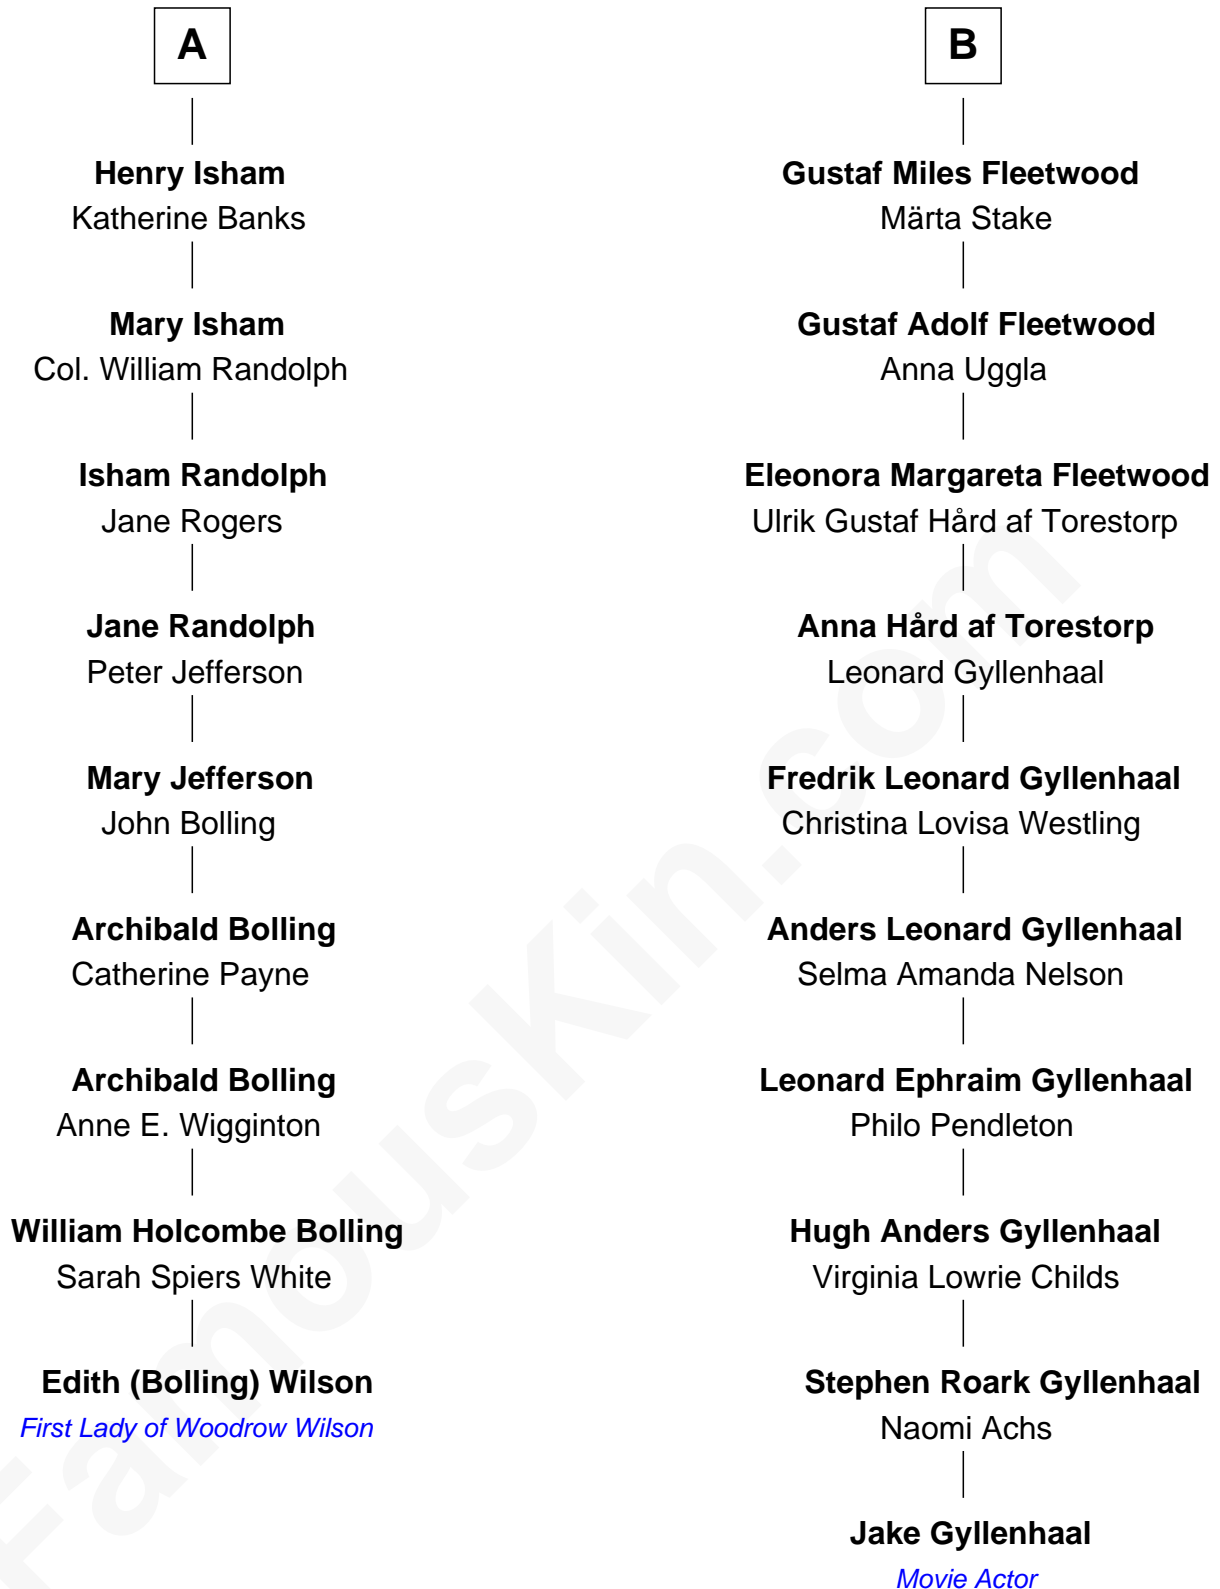 A
Henry Isham
Katherine Banks
Mary Isham
Col. William Randolph
Isham Randolph
Jane Rogers
Jane Randolph
Peter Jefferson
Mary Jefferson
John Bolling
Archibald Bolling
Catherine Payne
Archibald Bolling
Anne E. Wigginton
William Holcombe Bolling
Sarah Spiers White
Edith (Bolling) Wilson
First Lady of Woodrow Wilson
B
Gustaf Miles Fleetwood
Märta Stake
Gustaf Adolf Fleetwood
Anna Uggla
Eleonora Margareta Fleetwood
Ulrik Gustaf Hård af Torestorp
Anna Hård af Torestorp
Leonard Gyllenhaal
Fredrik Leonard Gyllenhaal
Christina Lovisa Westling
Anders Leonard Gyllenhaal
Selma Amanda Nelson
Leonard Ephraim Gyllenhaal
Philo Pendleton
Hugh Anders Gyllenhaal
Virginia Lowrie Childs
Stephen Roark Gyllenhaal
Naomi Achs
Jake Gyllenhaal
Movie Actor
FamousKin.com